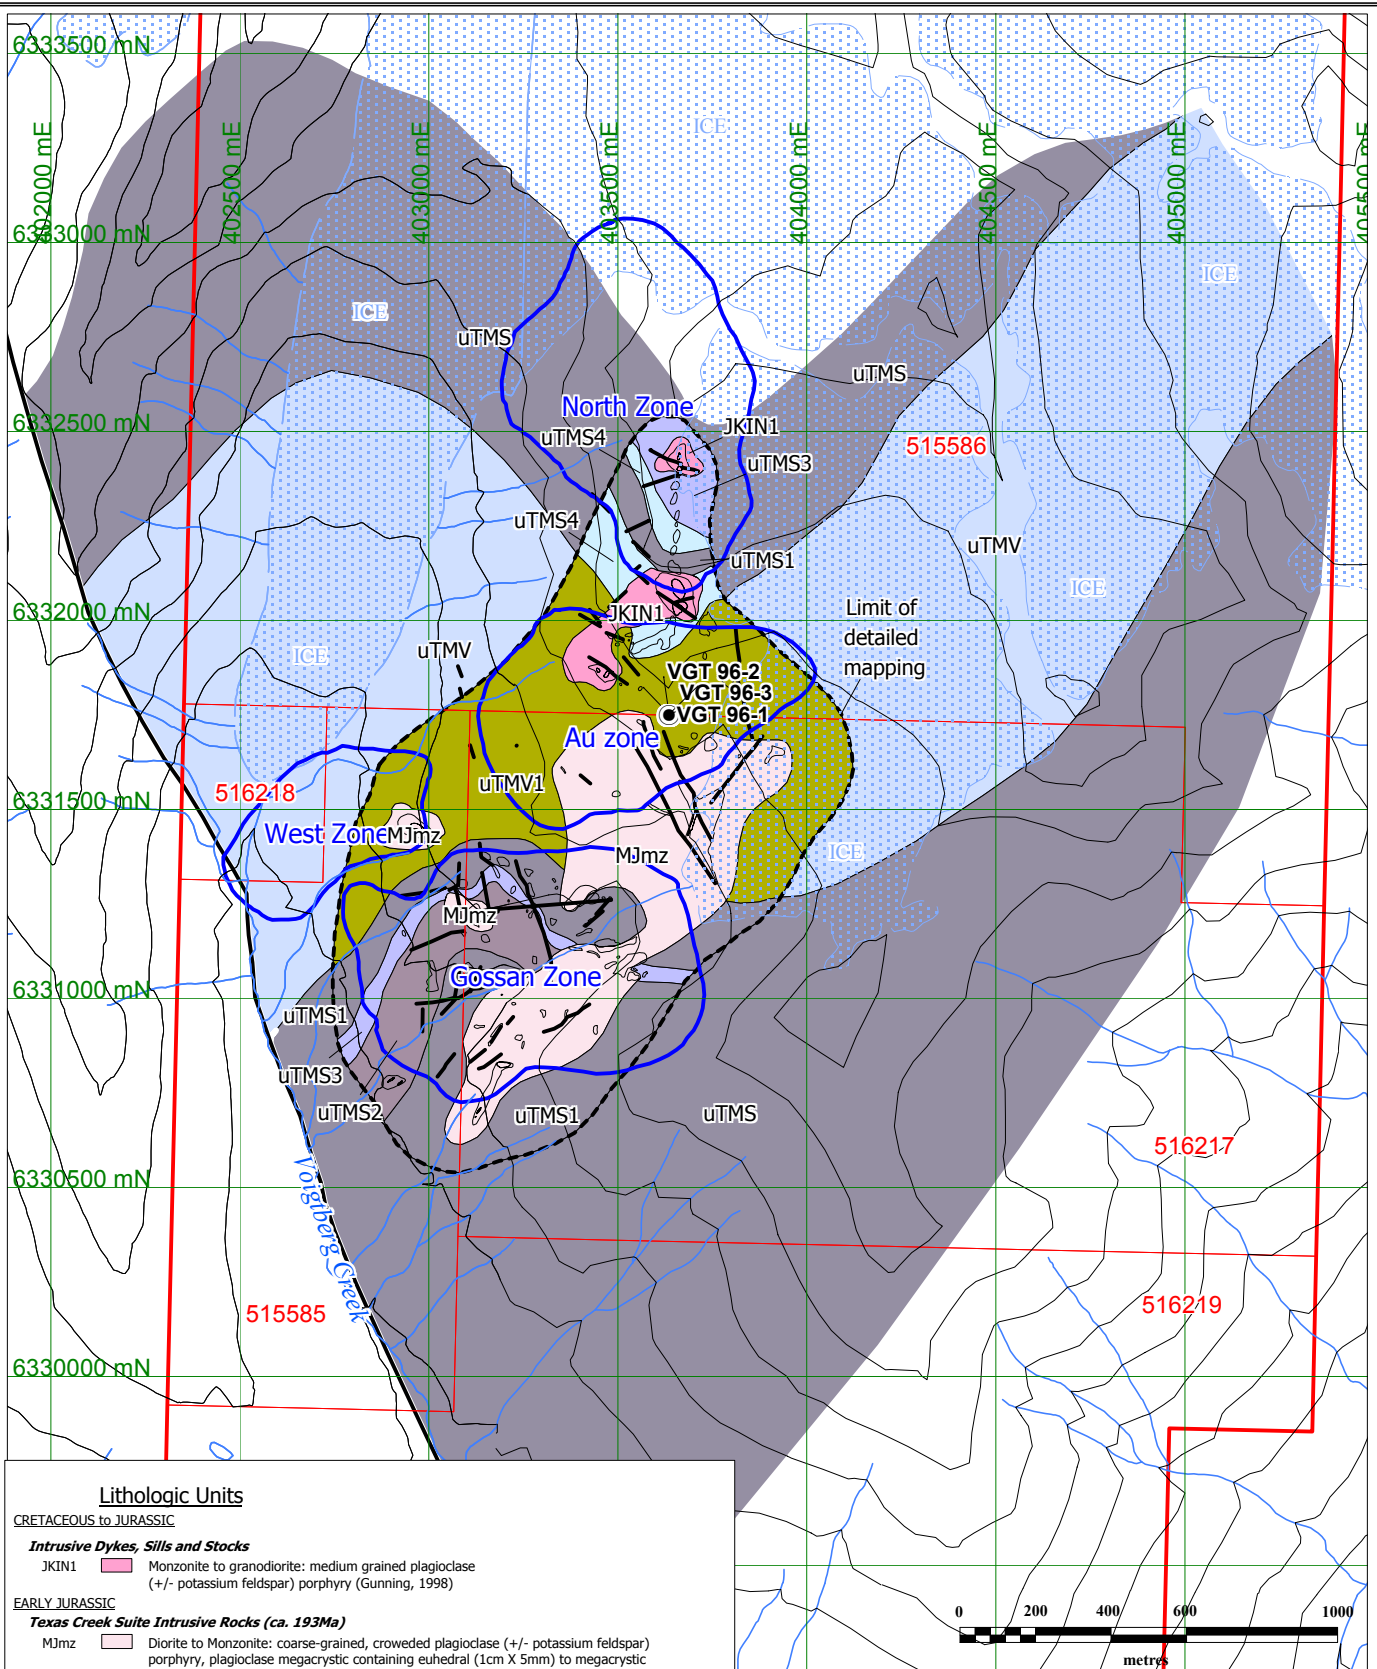 6333500 mN
402000 mE
402500 mE
403000 mE
403500 mE
404000 mE
404500 mE
405000 mE
405500 mE
ICE
6333000 mN
ICE
ICE
uTMS
uTMS
North Zone
6332500 mN
JKIN1
uTMS4
515586
uTMS3
uTMS4
uTMV
uTMS1
ICE
6332000 mN
JKIN1
Limit of
detailed
mapping
ICE
uTMV
VGT 96-2
VGT 96-3
VGT 96-1
Au zone
uTMV1
516218
6331500 mN
West Zone
MJmz
MJmz
ICE
MJmz
Gossan Zone
6331000 mN
uTMS1
uTMS3
uTMS2
uTMS1
uTMS
516217
6330500 mN
Voigtberg Creek
515585
516219
6330000 mN
Lithologic Units
CRETACEOUS to JURASSIC
Intrusive Dykes, Sills and Stocks
JKIN1 Monzonite to granodiorite: medium grained plagioclase
(+/- potassium feldspar) porphyry (Gunning, 1998)
EARLY JURASSIC
Texas Creek Suite Intrusive Rocks (ca. 193Ma)
MJmz Diorite to Monzonite: coarse-grained, croweded plagioclase (+/- potassium feldspar)
porphyry, plagioclase megacrystic containing euhedral (1cm X 5mm) to megacrystic
0 200 400 600 1000
metres